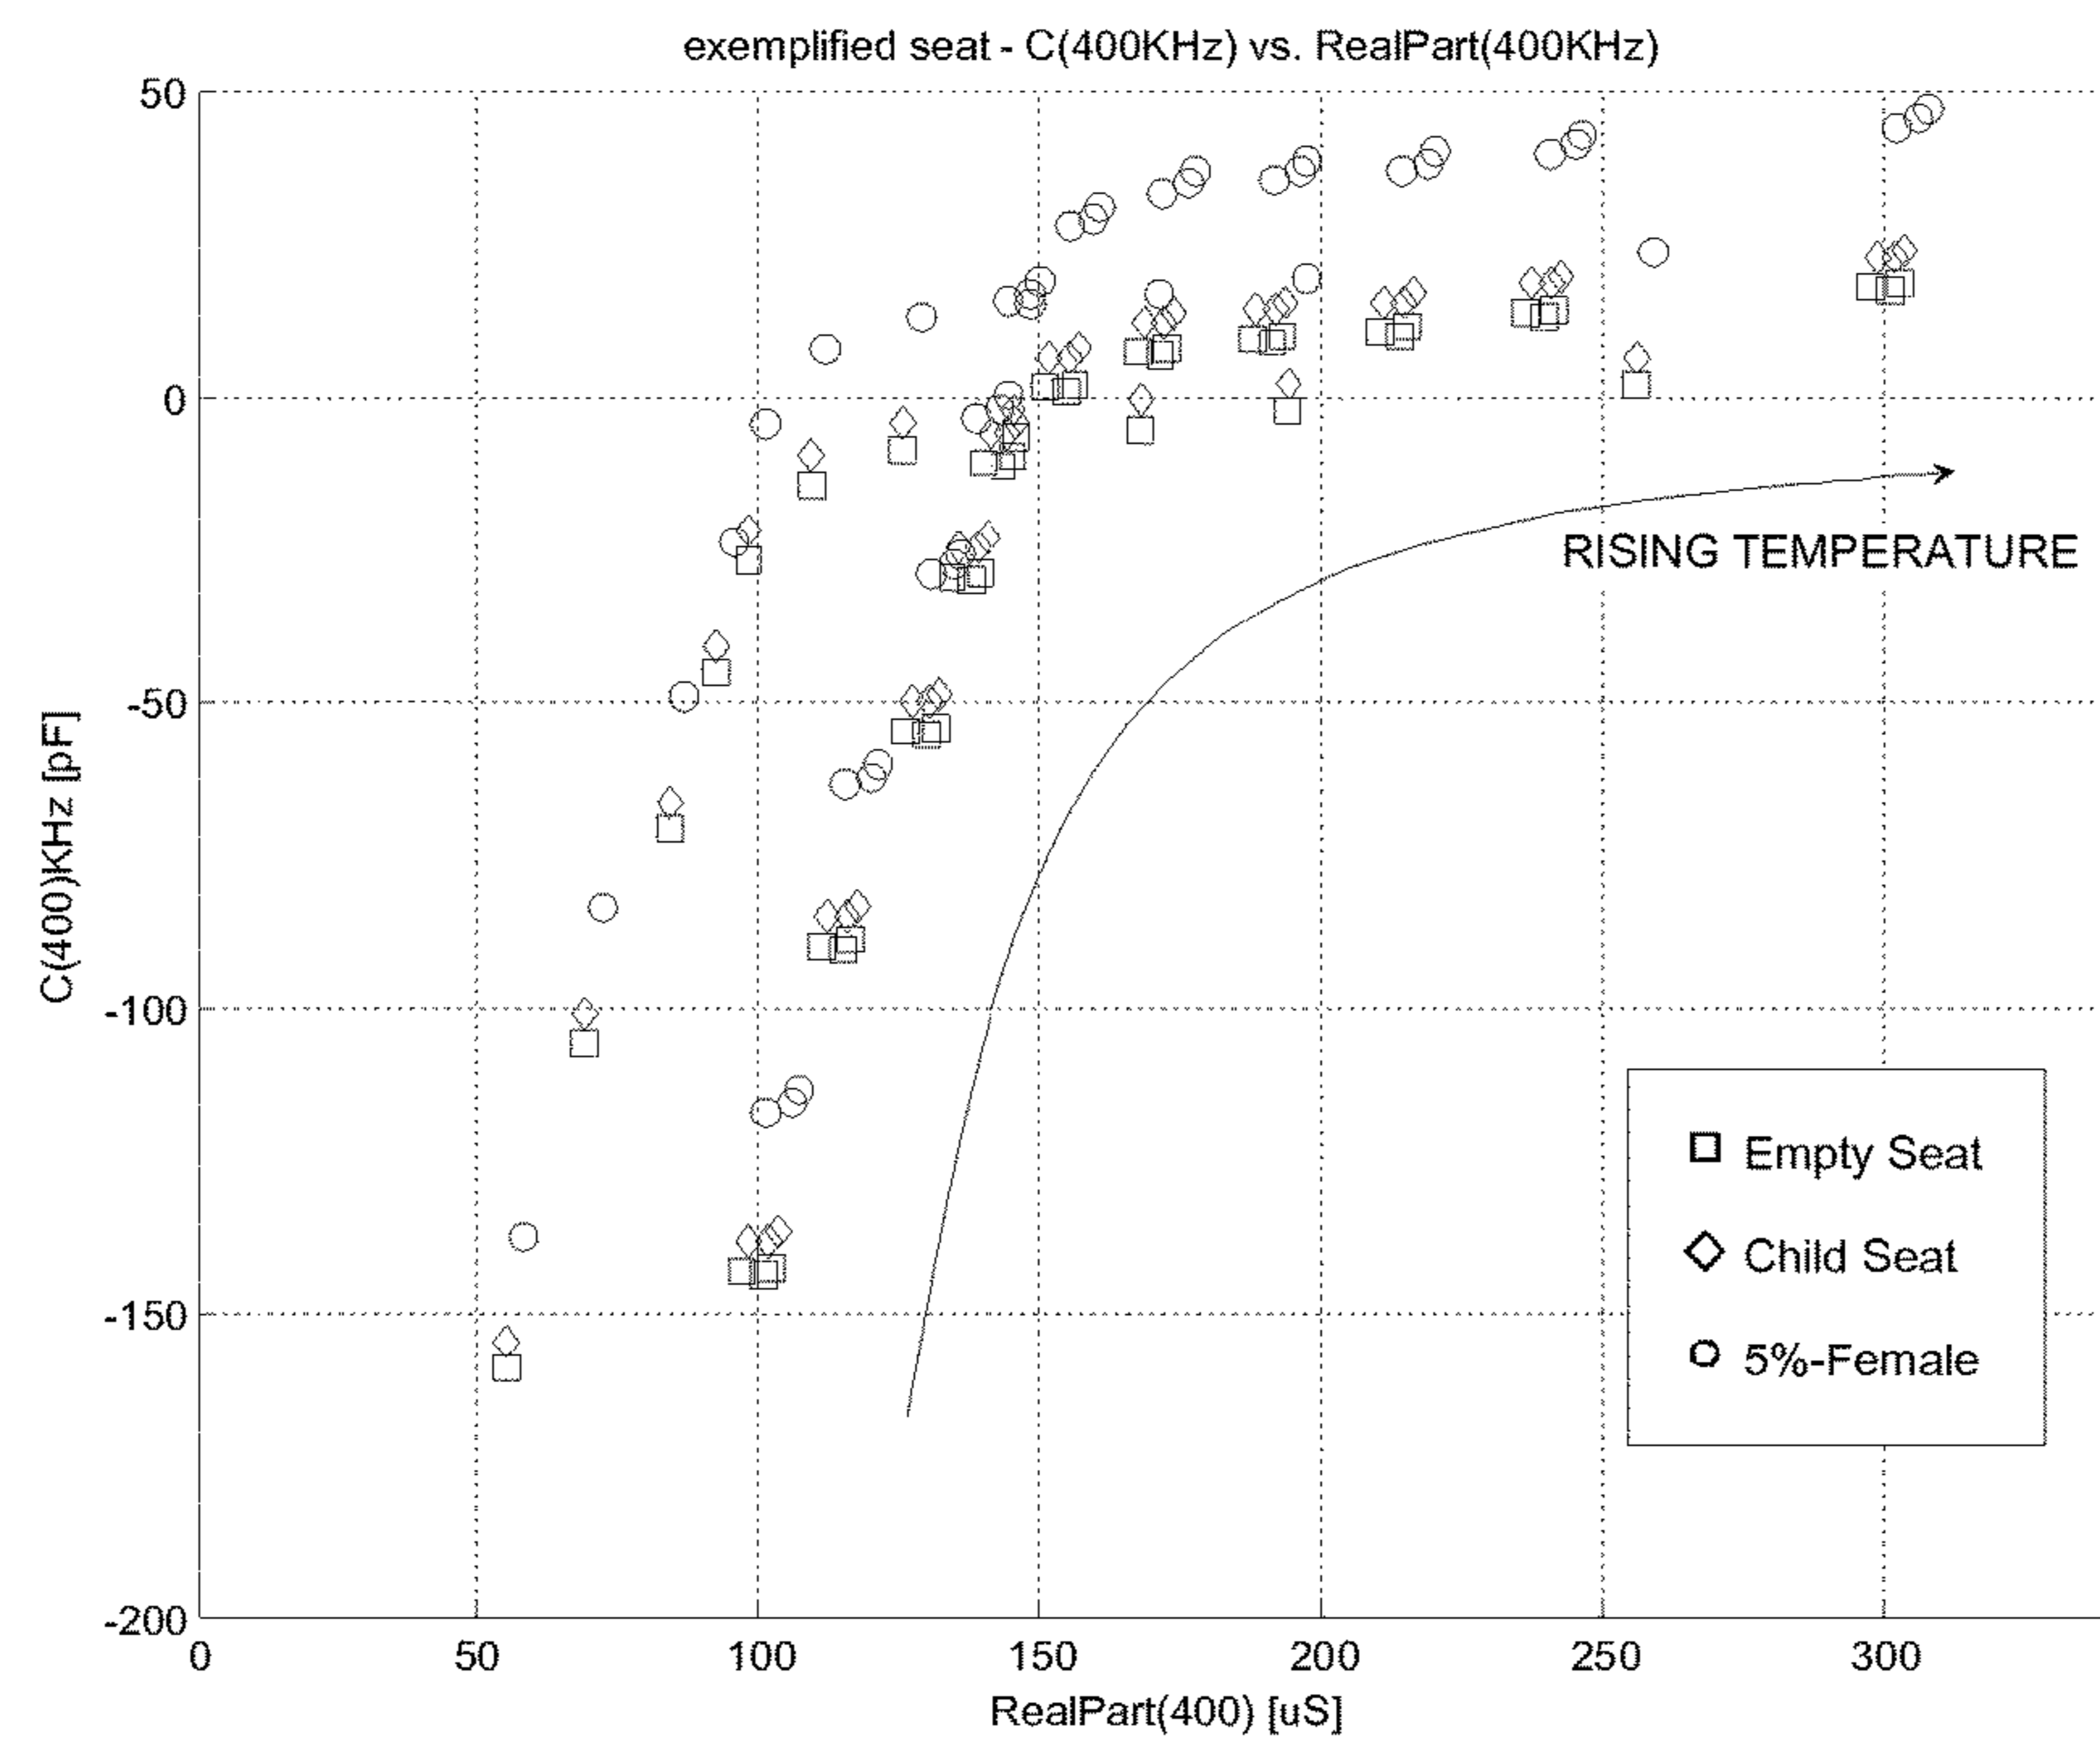 exemplified seat - C(400KHz) vs. RealPart(400KHz)
50
0
-50
-100
-150
-200
C(400)KHz [pF]
RISING TEMPERATURE
Empty Seat
Child Seat
5%-Female
0 50 100 150 200 250 300
RealPart(400) [uS]